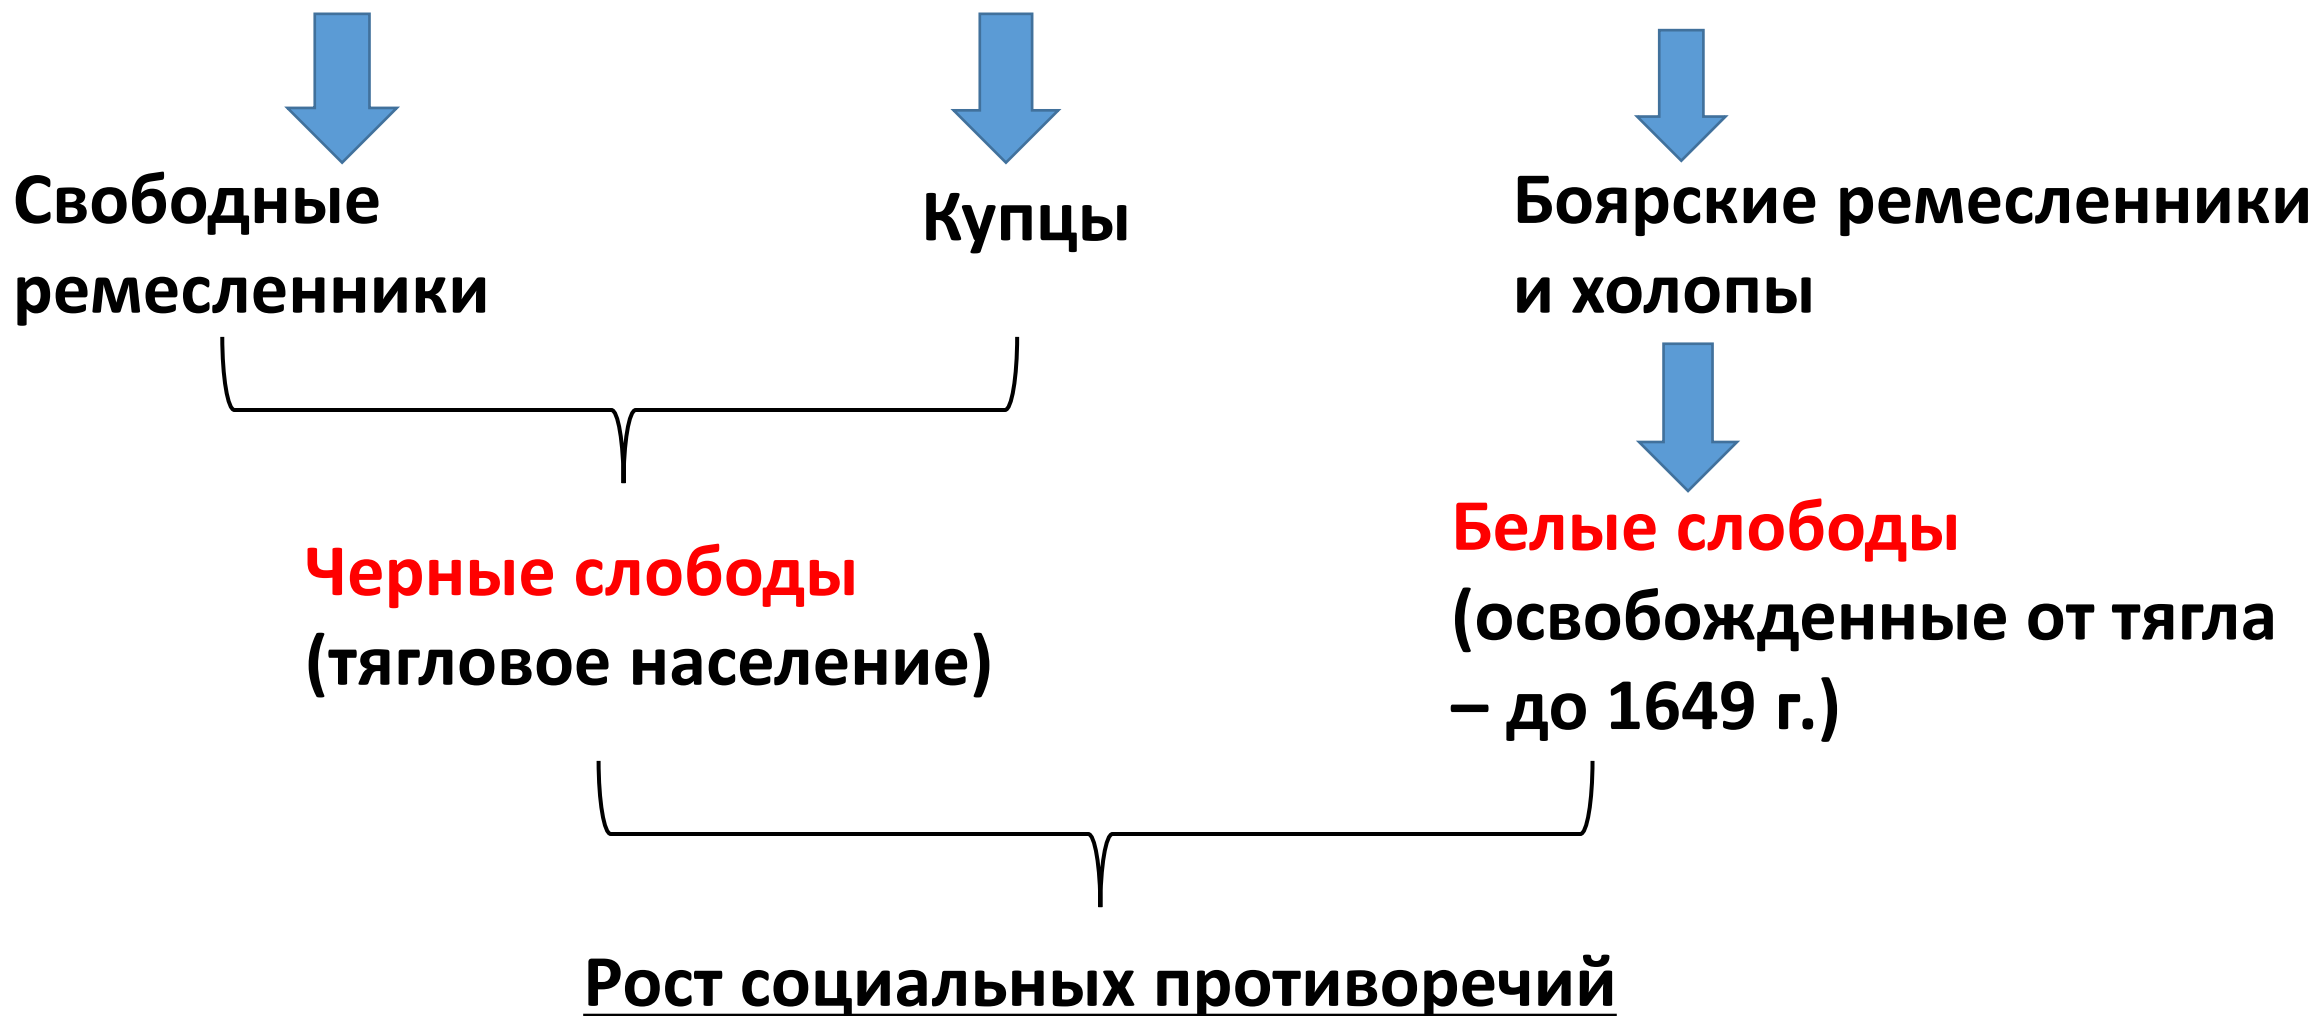 Свободные
ремесленники
Купцы
Боярские ремесленники
и холопы
Черные слободы
(тягловое население)
Белые слободы
(освобожденные от тягла
– до 1649 г.)
Рост социальных противоречий